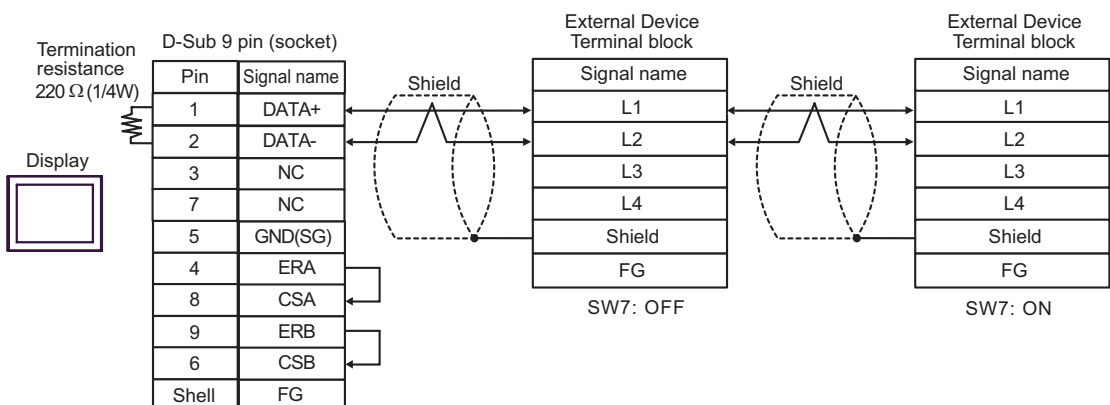 Termination
resistance
220 Ω (1/4W)
Display
D-Sub 9 pin (socket)
Pin Signal name
1 DATA+
2 DATA-
3 NC
7 NC
5 GND(SG)
4 ERA
8 CSA
9 ERB
6 CSB
Shell FG
Shield
External Device
Terminal block
Signal name
L1
L2
L3
L4
Shield
FG
SW7: OFF
Shield
External Device
Terminal block
Signal name
L1
L2
L3
L4
Shield
FG
SW7: ON